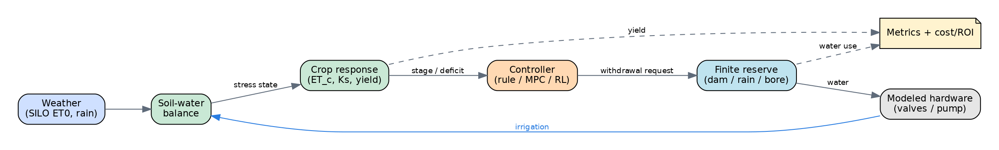 Weather
(SILO ET0, rain)
Soil-water
balance
stress state
Crop response
(ET_c, Ks, yield)
stage / deficit
Controller
(rule / MPC / RL)
withdrawal request
Finite reserve
(dam / rain / bore)
yield
water use
Metrics + cost/ROI
water
Modeled hardware
(valves / pump)
irrigation